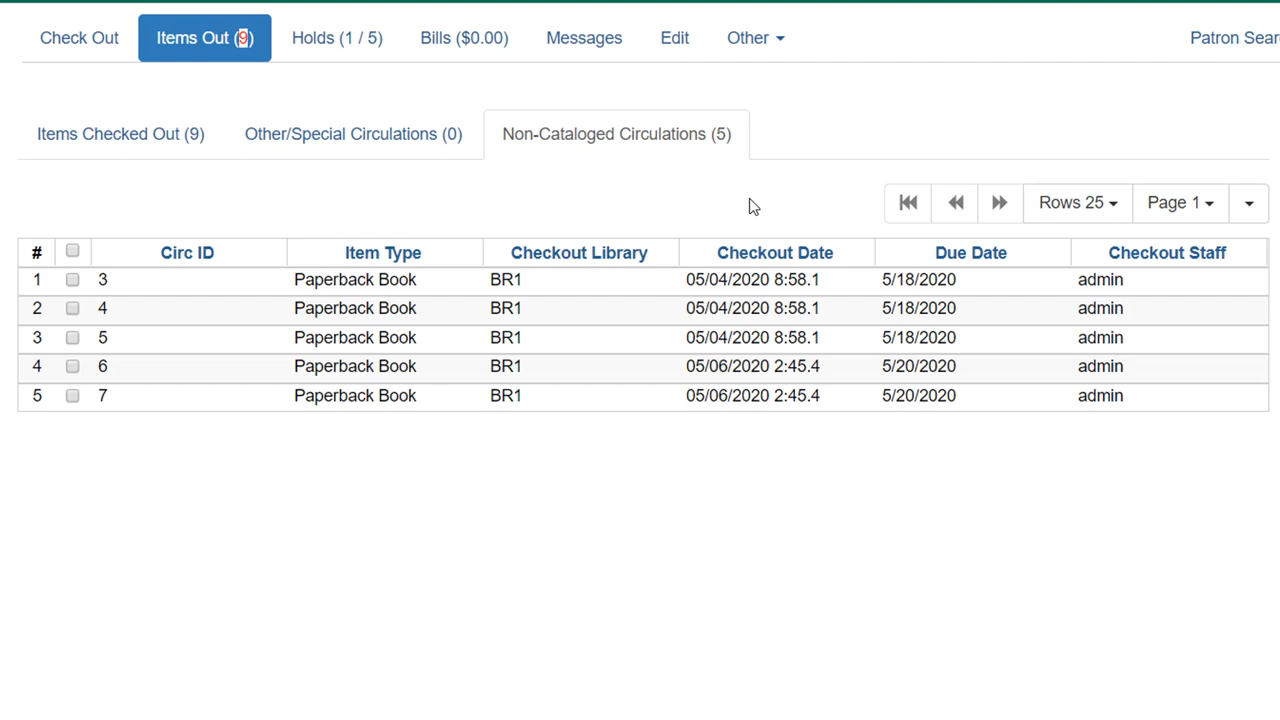 Check Out Items Out (9) Holds (1 / 5) Bills ($0.00) Messages Edit Other Patron Sear
Items Checked Out (9) Other/Special Circulations (0) Non-Cataloged Circulations (5)
Rows 25 Page 1
# Circ ID Item Type Checkout Library Checkout Date Due Date Checkout Staff
1 3 Paperback Book BR1 05/04/2020 8:58.1 5/18/2020 admin
2 4 Paperback Book BR1 05/04/2020 8:58.1 5/18/2020 admin
3 5 Paperback Book BR1 05/04/2020 8:58.1 5/18/2020 admin
4 6 Paperback Book BR1 05/06/2020 2:45.4 5/20/2020 admin
5 7 Paperback Book BR1 05/06/2020 2:45.4 5/20/2020 admin